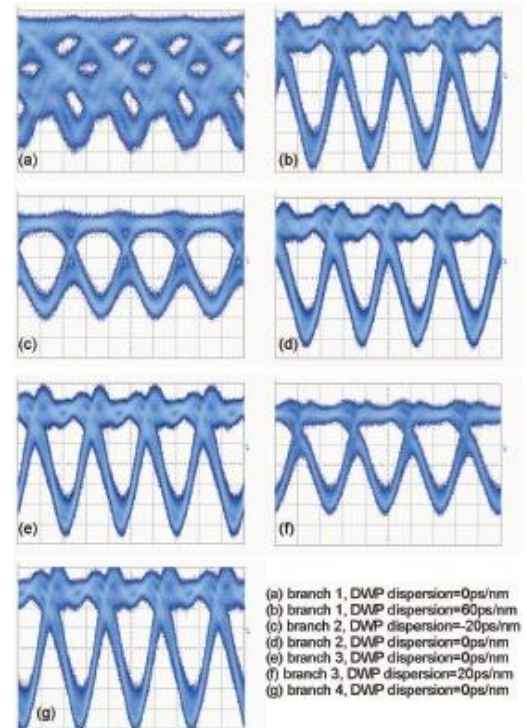 (a)
(b)
(c)
(d)
(e)
(f)
(g)
(a) branch 1, DWP dispersion=0ps/nm
(b) branch 1, DWP dispersion=60ps/nm
(c) branch 2, DWP dispersion=-20ps/nm
(d) branch 2, DWP dispersion=0ps/nm
(e) branch 3, DWP dispersion=0ps/nm
(f) branch 3, DWP dispersion=20ps/nm
(g) branch 4, DWP dispersion=0ps/nm